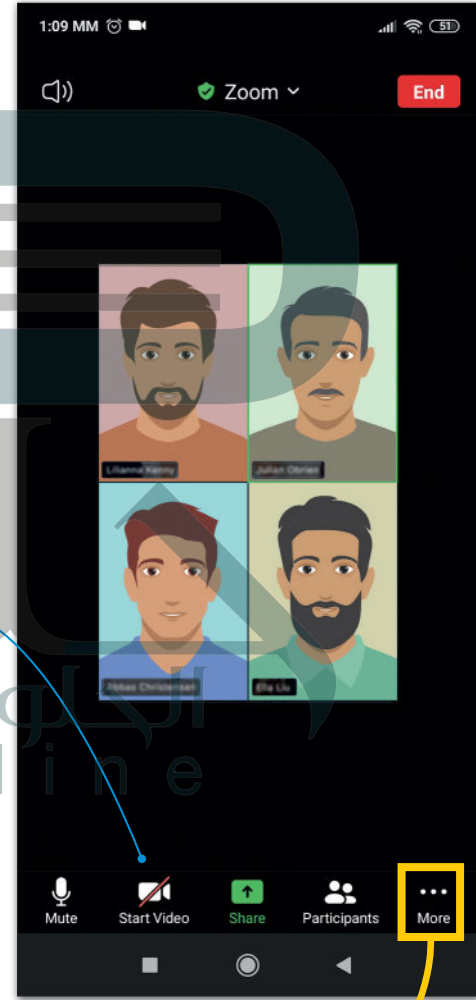 1:09 MM
51
Zoom
End
Lilianna Kenny
Julian Obrien
Abbas Christensen
Ella Liu
line
Mute
Start Video
Share
Participants
More